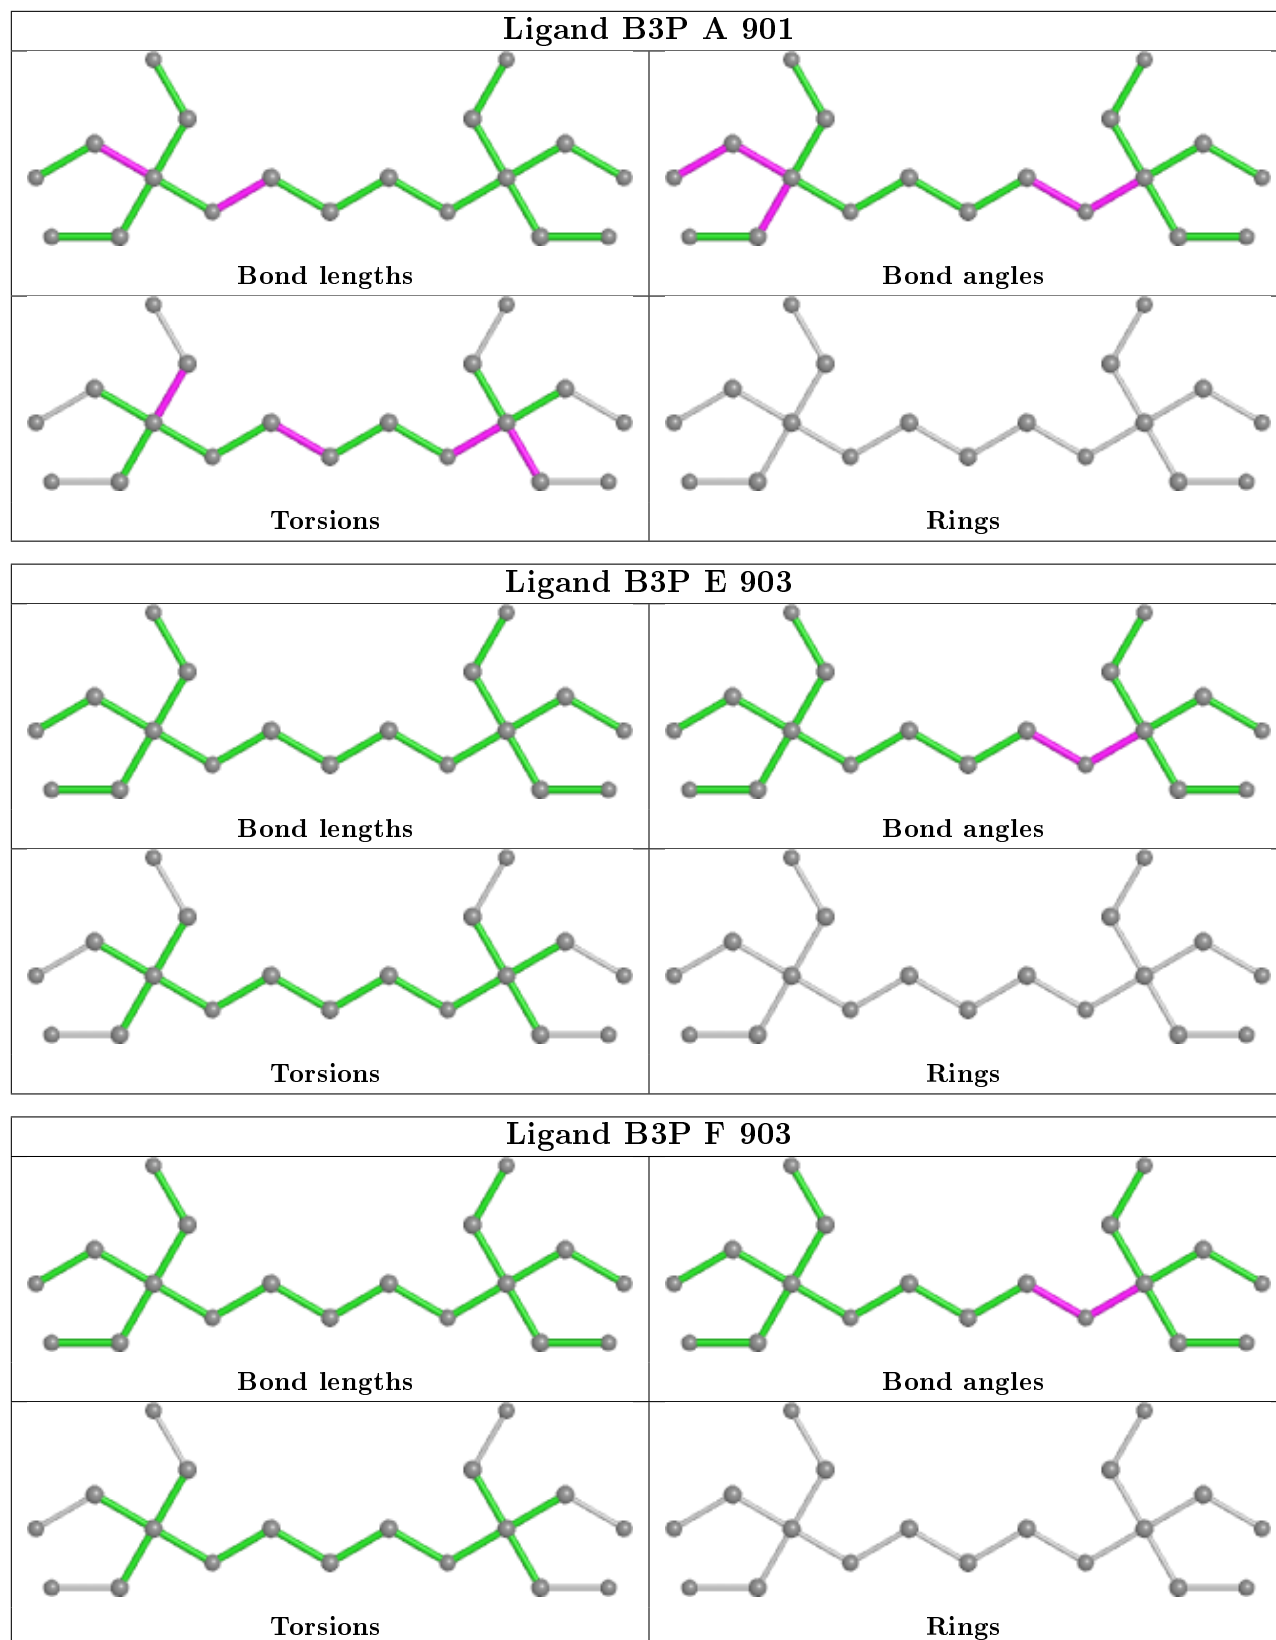 Ligand B3P A 901
Bond lengths
Bond angles
Torsions
Rings
Ligand B3P E 903
Bond lengths
Bond angles
Torsions
Rings
Ligand B3P F 903
Bond lengths
Bond angles
Torsions
Rings